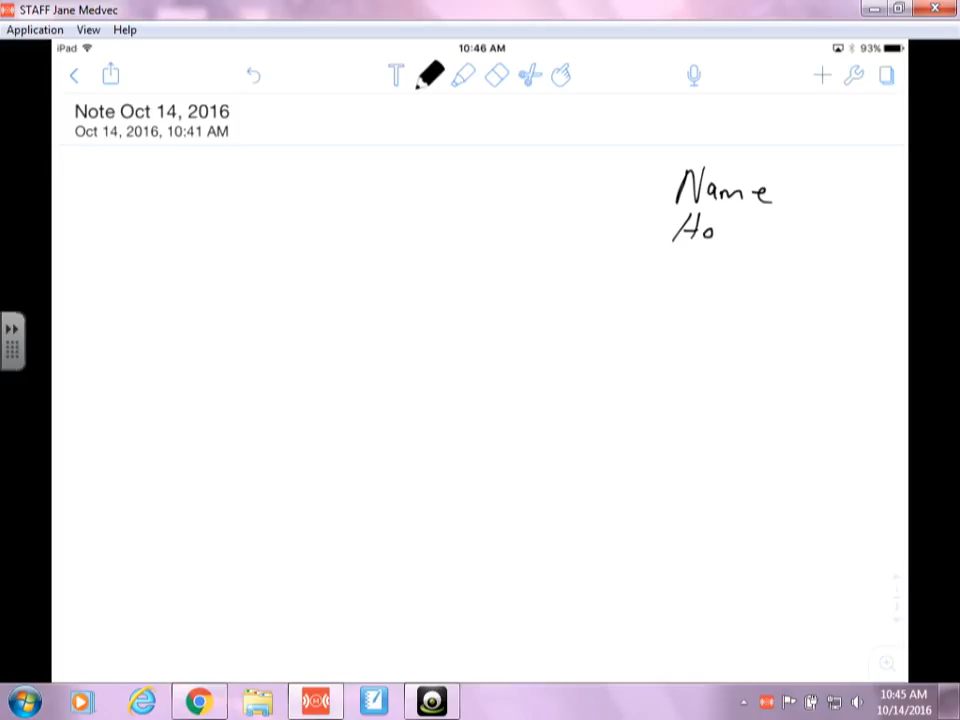 STAFF Jane Medvec
Application View Help
iPad 10:46 AM 93%
T
Note Oct 14, 2016
Oct 14, 2016, 10:41 AM
Name
Ho
10:45 AM
10/14/2016